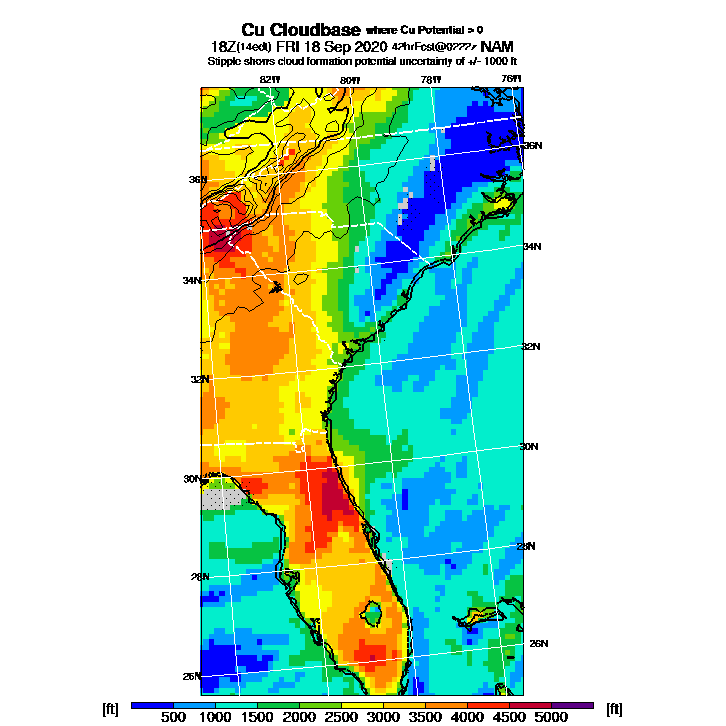 Cu Cloudbase where Cu Potential > 0
18Z(14edt) FRI 18 Sep 2020 42hrFcst@0???z NAM
Stipple shows cloud formation potential uncertainty of +/- 1000 ft
82W 80W 78W 76W
36N 36N
34N 34N
32N 32N
30N 30N
28N 28N
26N 26N
[ft] 500 1000 1500 2000 2500 3000 3500 4000 4500 5000 [ft]